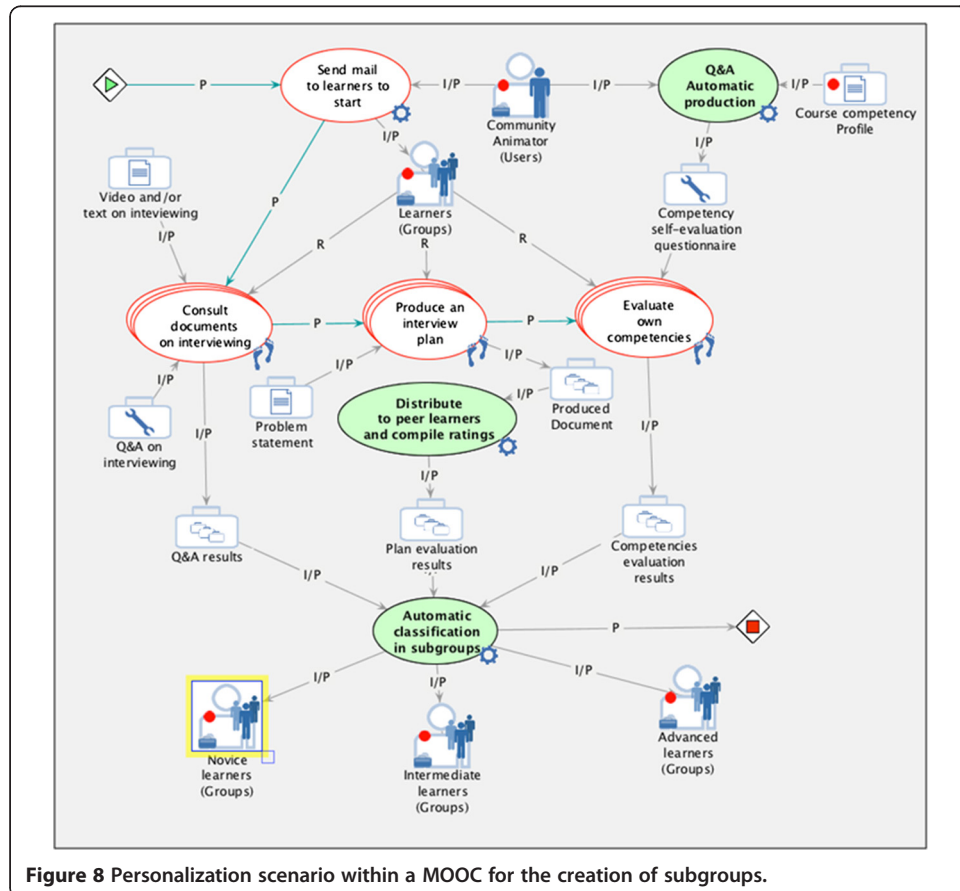 Send mail
to learners to
start
P
I/P
I/P
Community
Animator
(Users)
Q&A
Automatic
production
I/P
Course competency
Profile
I/P
I/P
Video and/or
text on inteviewing
I/P
P
Learners
(Groups)
R
R
R
Competency
self-evaluation
questionnaire
Consult
documents
on interviewing
P
Produce an
interview
plan
P
Evaluate
own
competencies
I/P
I/P
I/P
I/P
Q&A on
interviewing
I/P
Problem
statement
Distribute
to peer learners
and compile ratings
Produced
Document
I/P
I/P
Q&A results
Plan evaluation
results
Competencies
evaluation
results
I/P
I/P
Automatic
classification
in subgroups
P
I/P
I/P
I/P
Novice
learners
(Groups)
Intermediate
learners
(Groups)
Advanced
learners
(Groups)
Figure 8 Personalization scenario within a MOOC for the creation of subgroups.